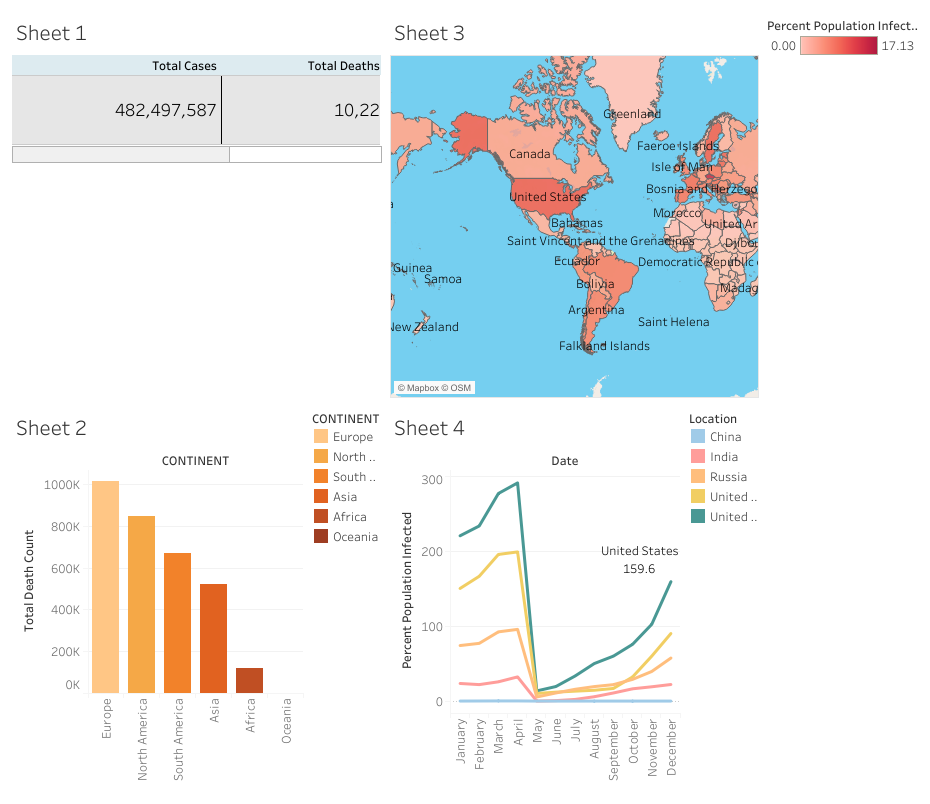 Sheet 1
Total Cases Total Deaths
482,497,587 10,22
Sheet 3
Percent Population Infect..
0.00 17.13
Greenland
Canada
Faeroe Islands
Isle of Man
Bosnia and Herzego
United States
Morocco
United Ar
Bahamas
Saint Vincent and the Grenadines
Djibo
Ecuador
Democratic Republic
Guinea
Samoa
Bolivia
Madag
Argentina
Saint Helena
New Zealand
Falkland Islands
© Mapbox © OSM
Sheet 2
CONTINENT
Europe
North ..
South ..
Asia
Africa
Oceania
CONTINENT
Total Death Count
1000K
800K
600K
400K
200K
0K
Europe
North America
South America
Asia
Africa
Oceania
Sheet 4
Location
China
India
Russia
United ..
United ..
Date
Percent Population Infected
300
200
100
0
United States
159.6
January
February
March
April
May
June
July
August
September
October
November
December